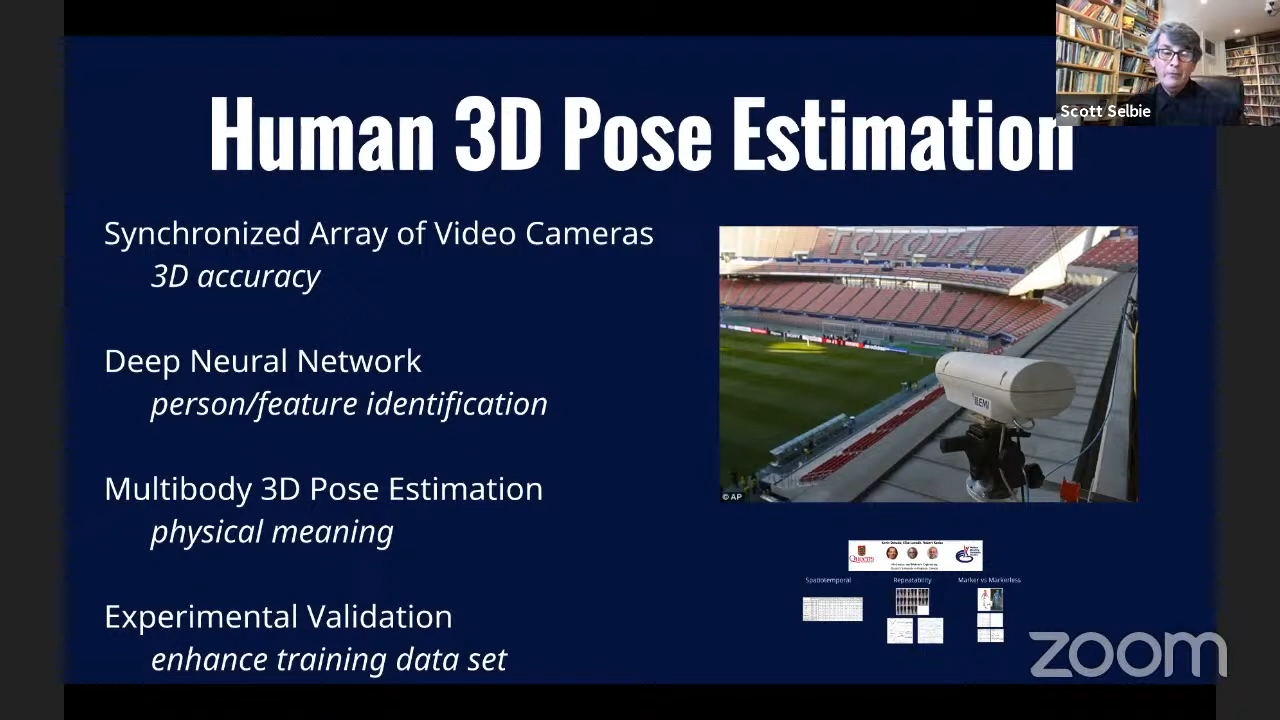 Scott Selbie
Human 3D Pose Estimation
Synchronized Array of Video Cameras
3D accuracy
Deep Neural Network
person/feature identification
Multibody 3D Pose Estimation
physical meaning
Experimental Validation
enhance training data set
TOYOTA
© AP
Queen's
Spatiotemporal
Repeatability
Marker vs Markerless
zoom